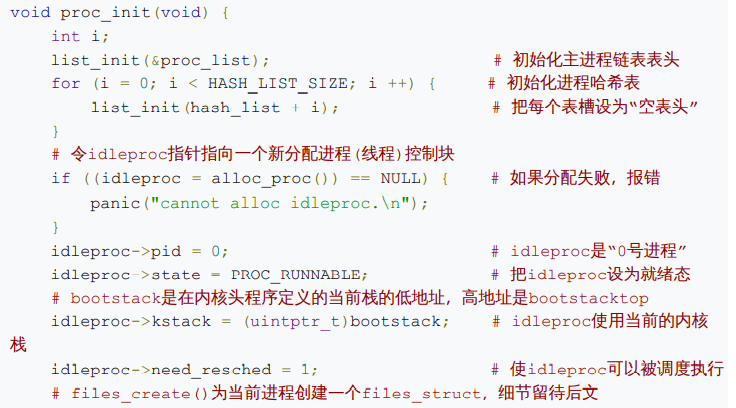 void proc_init(void) {
    int i;
    list_init(&proc_list);                       # 初始化主进程链表表头
    for (i = 0; i < HASH_LIST_SIZE; i ++) {     # 初始化进程哈希表
        list_init(hash_list + i);                # 把每个表槽设为“空表头”
    }
    # 令idleproc指针指向一个新分配进程(线程)控制块
    if ((idleproc = alloc_proc()) == NULL) {     # 如果分配失败，报错
        panic("cannot alloc idleproc.\n");
    }
    idleproc->pid = 0;                           # idleproc是“0号进程”
    idleproc->state = PROC_RUNNABLE;             # 把idleproc设为就绪态
    # bootstack是在内核头程序定义的当前栈的低地址，高地址是bootstacktop
    idleproc->kstack = (uintptr_t)bootstack;     # idleproc使用当前的内核
栈
    idleproc->need_resched = 1;                  # 使idleproc可以被调度执行
    # files_create()为当前进程创建一个files_struct，细节留待后文